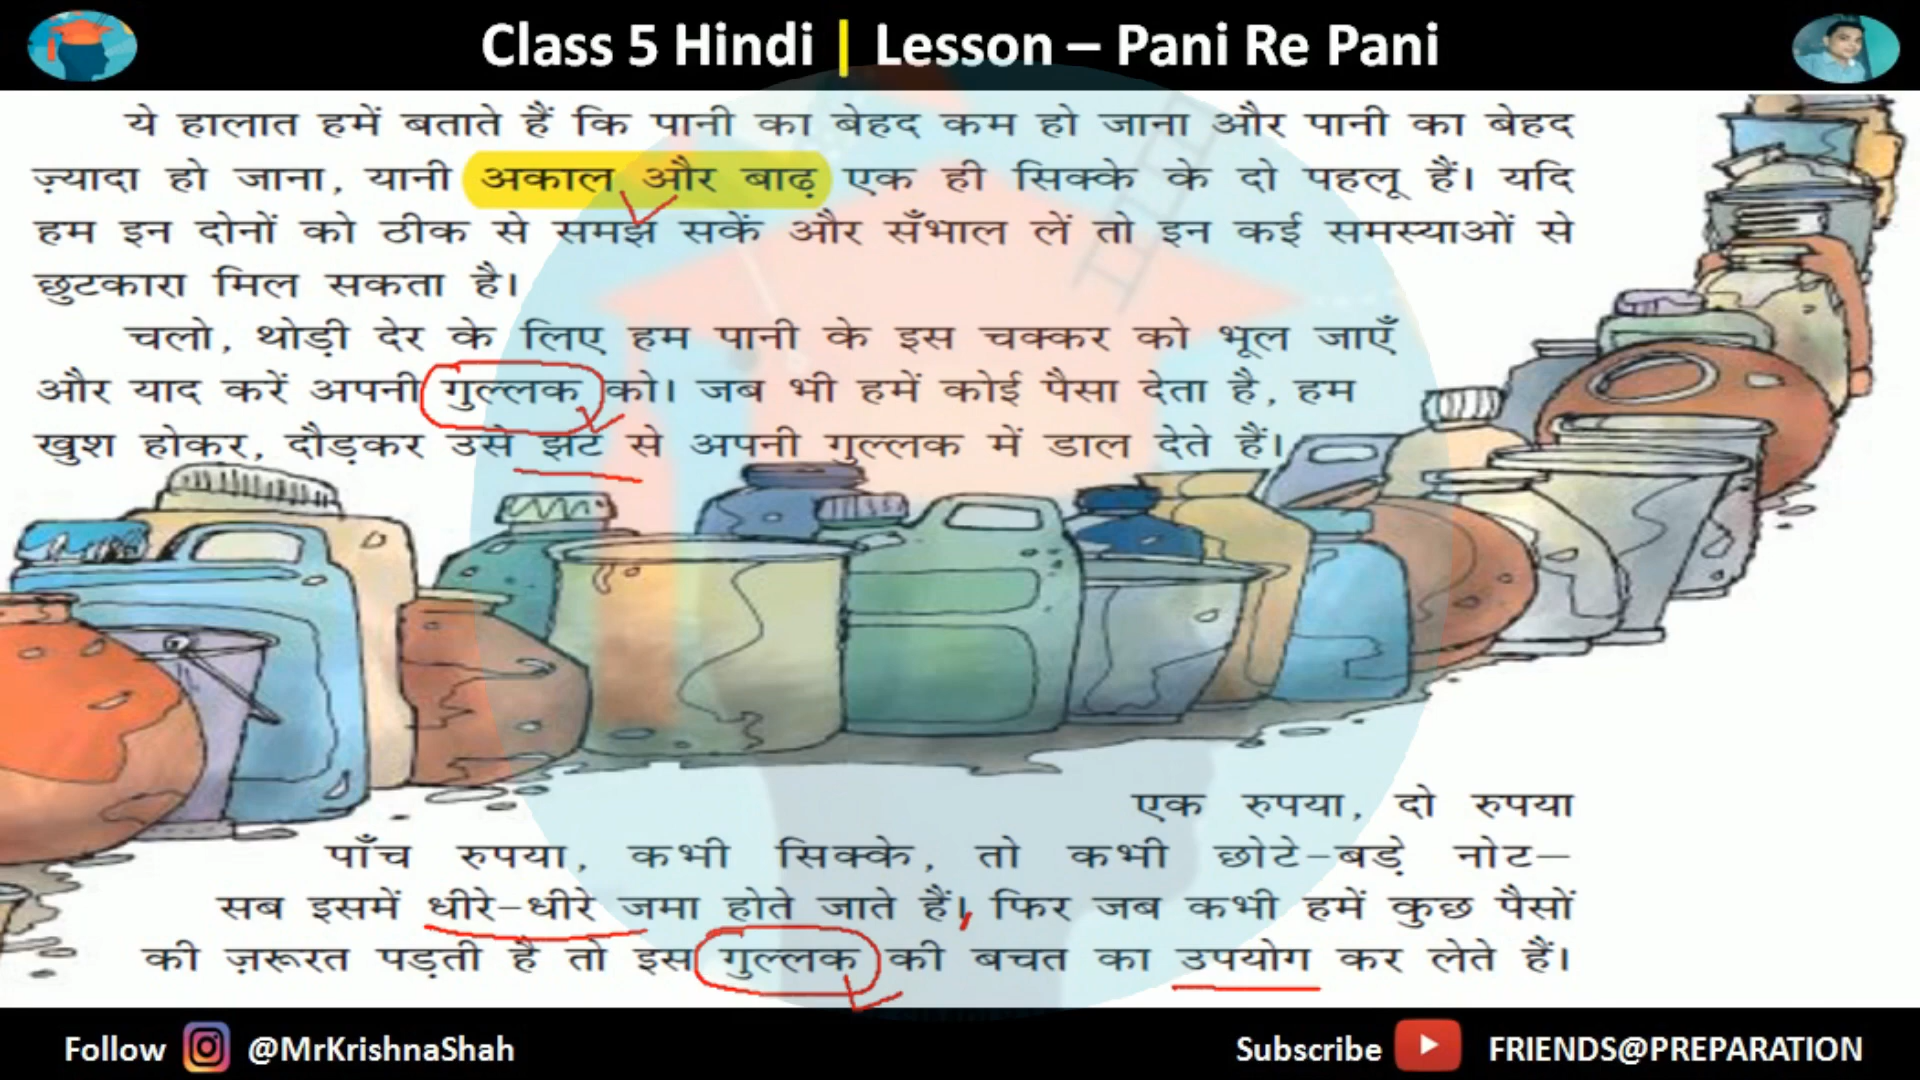 Class 5 Hindi | Lesson – Pani Re Pani
ये हालात हमें बताते हैं कि पानी का बेहद कम हो जाना और पानी का बेहद
ज़्यादा हो जाना, यानी अकाल और बाढ़ एक ही सिक्के के दो पहलू हैं। यदि
हम इन दोनों को ठीक से समझ सकें और सँभाल लें तो इन कई समस्याओं से
छुटकारा मिल सकता है।
चलो, थोड़ी देर के लिए हम पानी के इस चक्कर को भूल जाएँ
और याद करें अपनी गुल्लक को। जब भी हमें कोई पैसा देता है, हम
खुश होकर, दौड़कर उसे झट से अपनी गुल्लक में डाल देते हैं।
एक रुपया, दो रुपया
पाँच रुपया, कभी सिक्के, तो कभी छोटे-बड़े नोट—
सब इसमें धीरे-धीरे जमा होते जाते हैं। फिर जब कभी हमें कुछ पैसों
की ज़रूरत पड़ती है तो इस गुल्लक की बचत का उपयोग कर लेते हैं।
Follow @MrKrishnaShah
Subscribe FRIENDS@PREPARATION